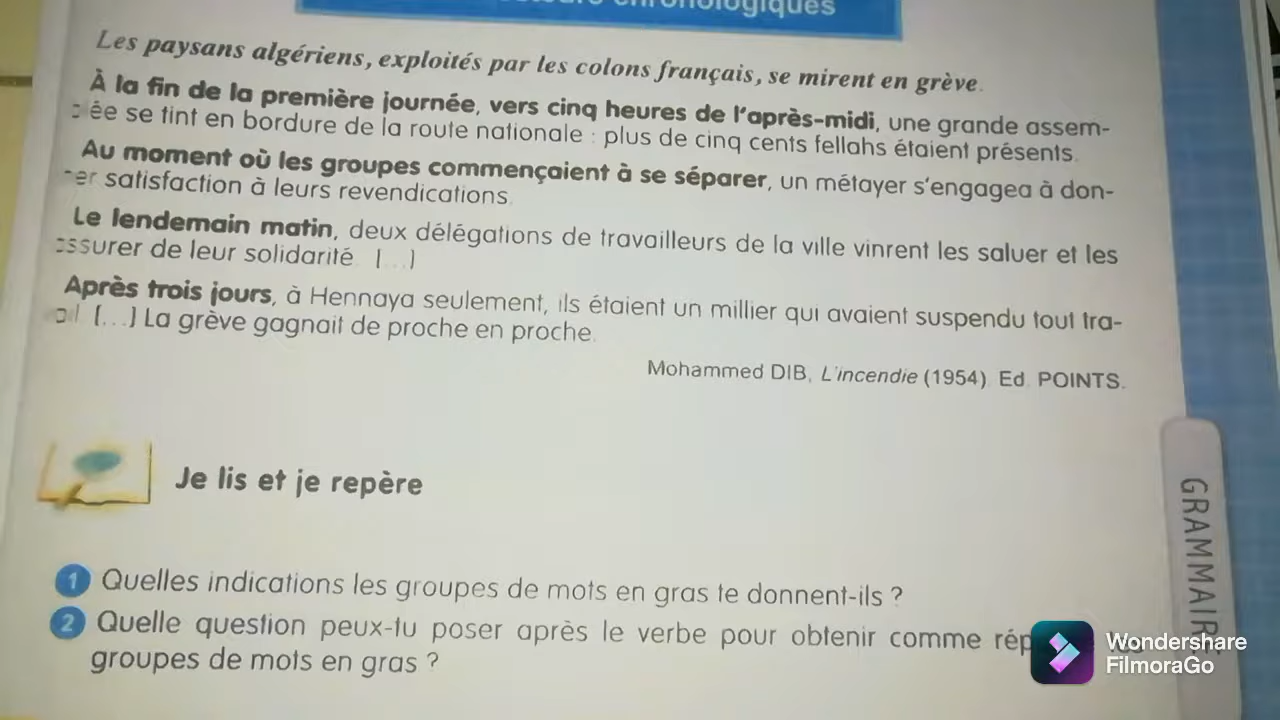 chronologiques
Les paysans algériens, exploités par les colons français, se mirent en grève.
À la fin de la première journée, vers cinq heures de l'après-midi, une grande assem-
ée se tint en bordure de la route nationale : plus de cinq cents fellahs étaient présents.
Au moment où les groupes commençaient à se séparer, un métayer s'engagea à don-
er satisfaction à leurs revendications.
Le lendemain matin, deux délégations de travailleurs de la ville vinrent les saluer et les
ssurer de leur solidarité. [...]
Après trois jours, à Hennaya seulement, ils étaient un millier qui avaient suspendu tout tra-
[...] La grève gagnait de proche en proche.
Mohammed DIB, L'incendie (1954). Ed. POINTS.
Je lis et je repère
1 Quelles indications les groupes de mots en gras te donnent-ils ?
2 Quelle question peux-tu poser après le verbe pour obtenir comme rép
groupes de mots en gras ?
GRAMMAIRE
Wondershare
FilmoraGo